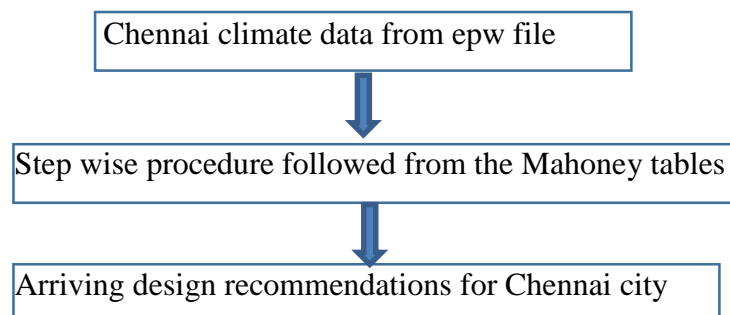 Chennai climate data from epw file
Step wise procedure followed from the Mahoney tables
Arriving design recommendations for Chennai city